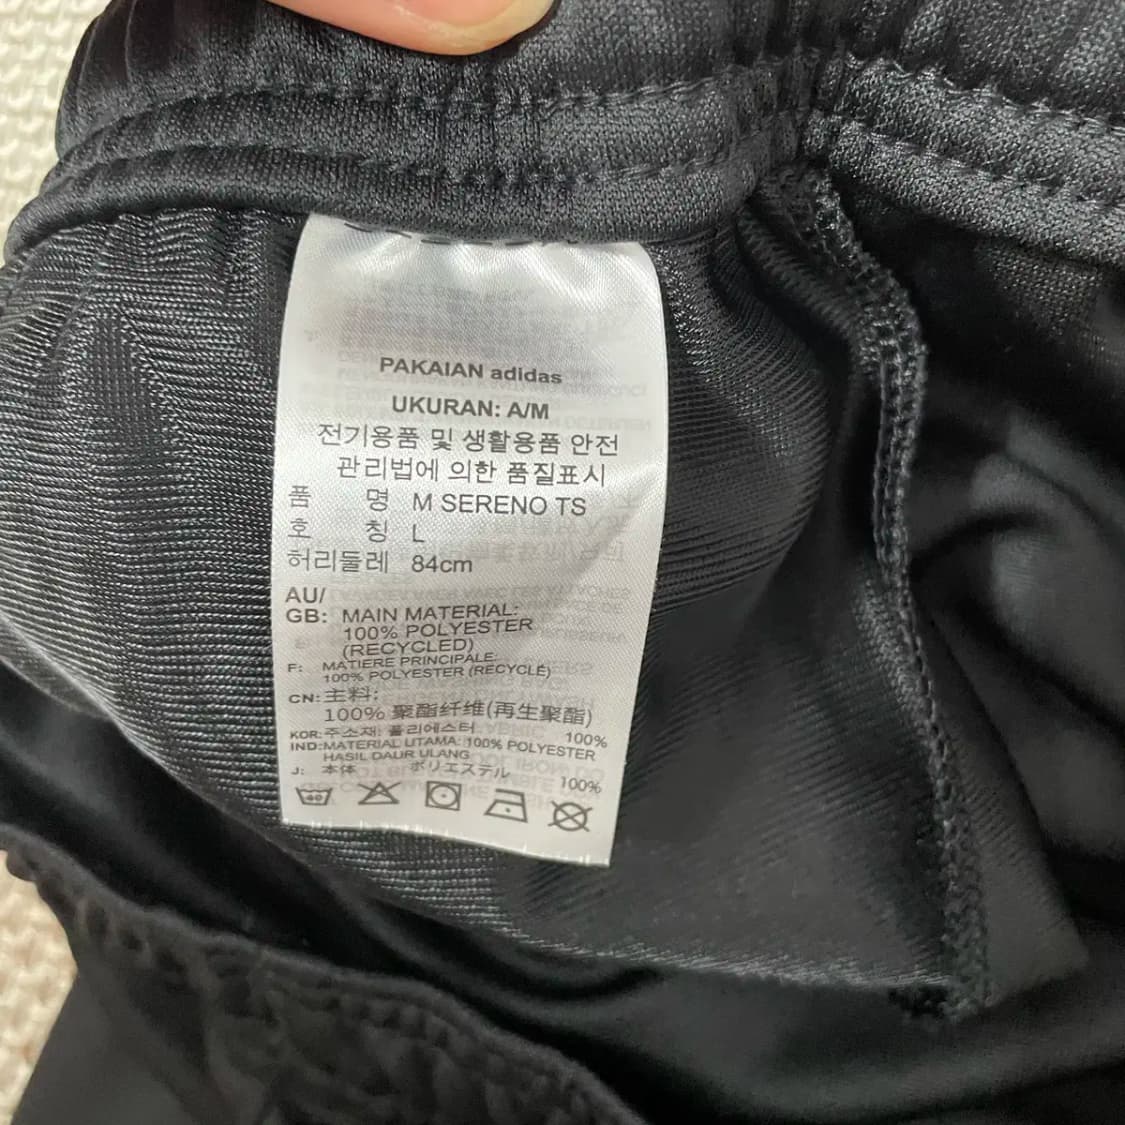 PAKAIAN adidas
UKURAN: A/M
전기용품 및 생활용품 안전
관리법에 의한 품질표시
품 명 M SERENO TS
호 칭 L
허리둘레 84cm
AU/
GB: MAIN MATERIAL:
100% POLYESTER
(RECYCLED)
F: MATIERE PRINCIPALE:
100% POLYESTER (RECYCLÉ)
CN: 主料:
100% 聚酯纤维(再生聚酯)
KOR: 주소재 폴리에스터 100%
IND: MATERIAL UTAMA: 100% POLYESTER
HASIL DAUR ULANG
J: 本体 ポリエステル 100%
40